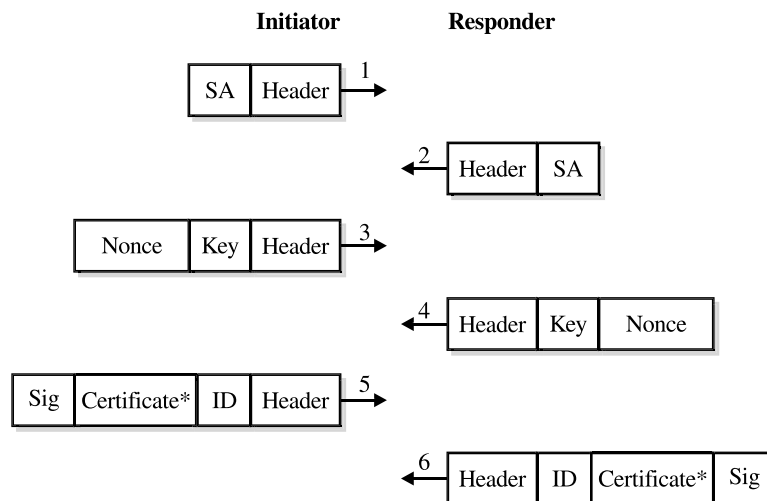 Initiator Responder
1
SA Header
2
Header SA
Nonce Key Header 3
4
Header Key Nonce
5
Sig Certificate* ID Header
6
Header ID Certificate* Sig